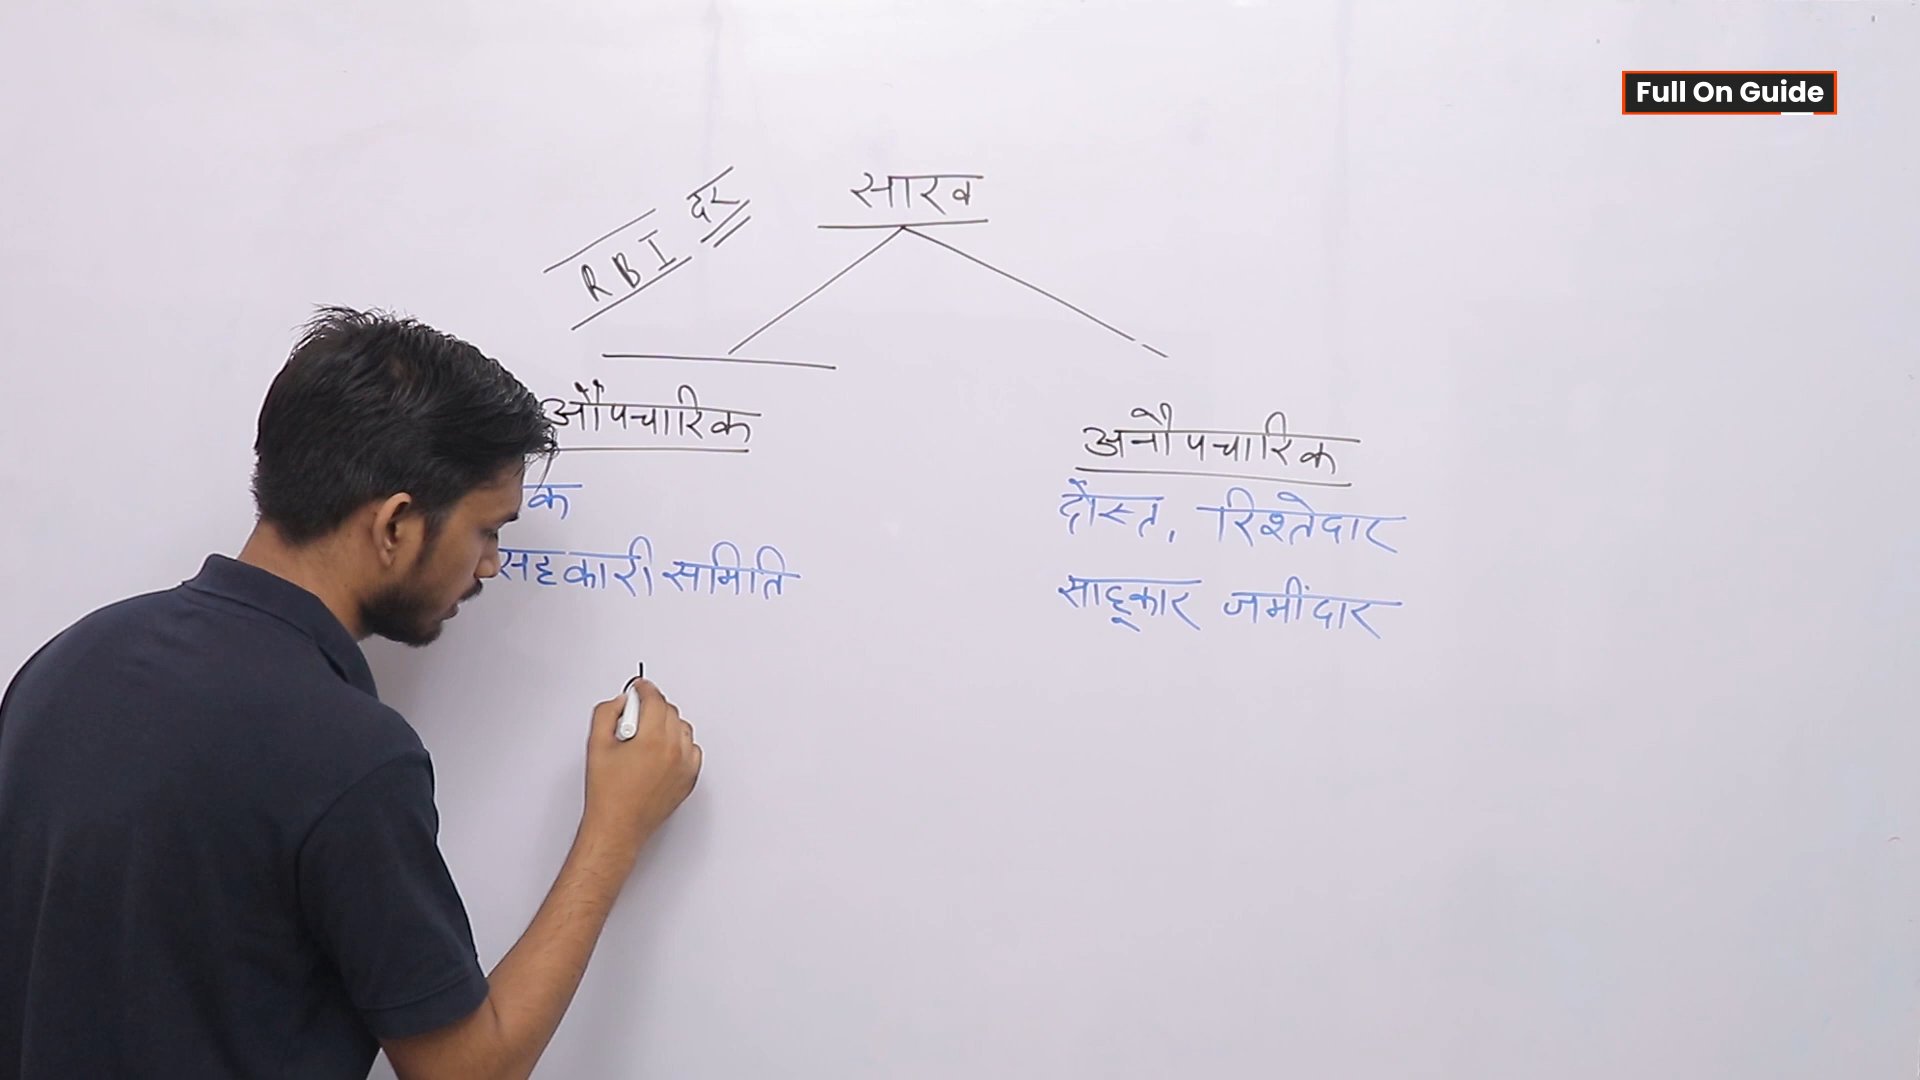 Full On Guide
साख
RBI दर
औपचारिक
अनौपचारिक
क
दोस्त, रिश्तेदार
सहकारी समिति
साहूकार जमींदार